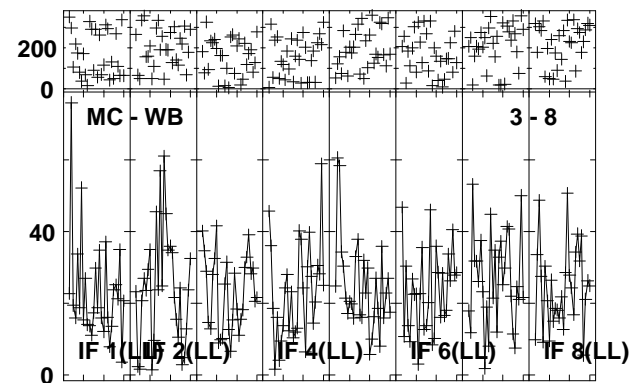 200
0
MC - WB
3 - 8
40
IF 1(LL)
IF 2(LL)
IF 4(LL)
IF 6(LL)
IF 8(LL)
0